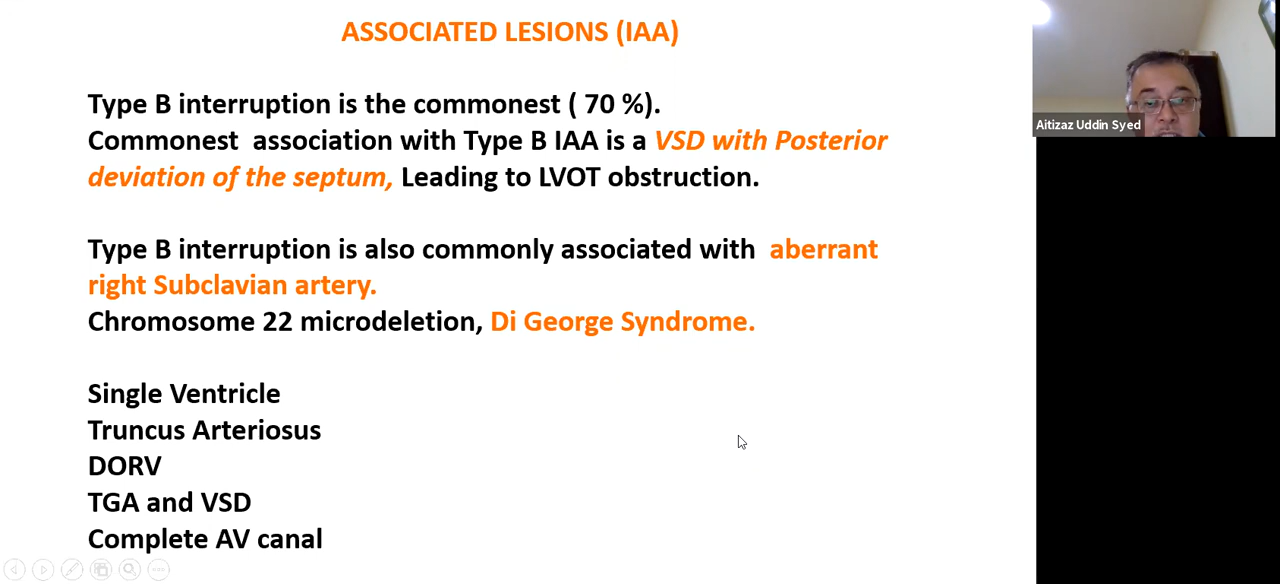 ASSOCIATED LESIONS (IAA)
Type B interruption is the commonest ( 70 %).
Commonest association with Type B IAA is a VSD with Posterior
deviation of the septum, Leading to LVOT obstruction.
Type B interruption is also commonly associated with aberrant
right Subclavian artery.
Chromosome 22 microdeletion, Di George Syndrome.
Single Ventricle
Truncus Arteriosus
DORV
TGA and VSD
Complete AV canal
Aitizaz Uddin Syed